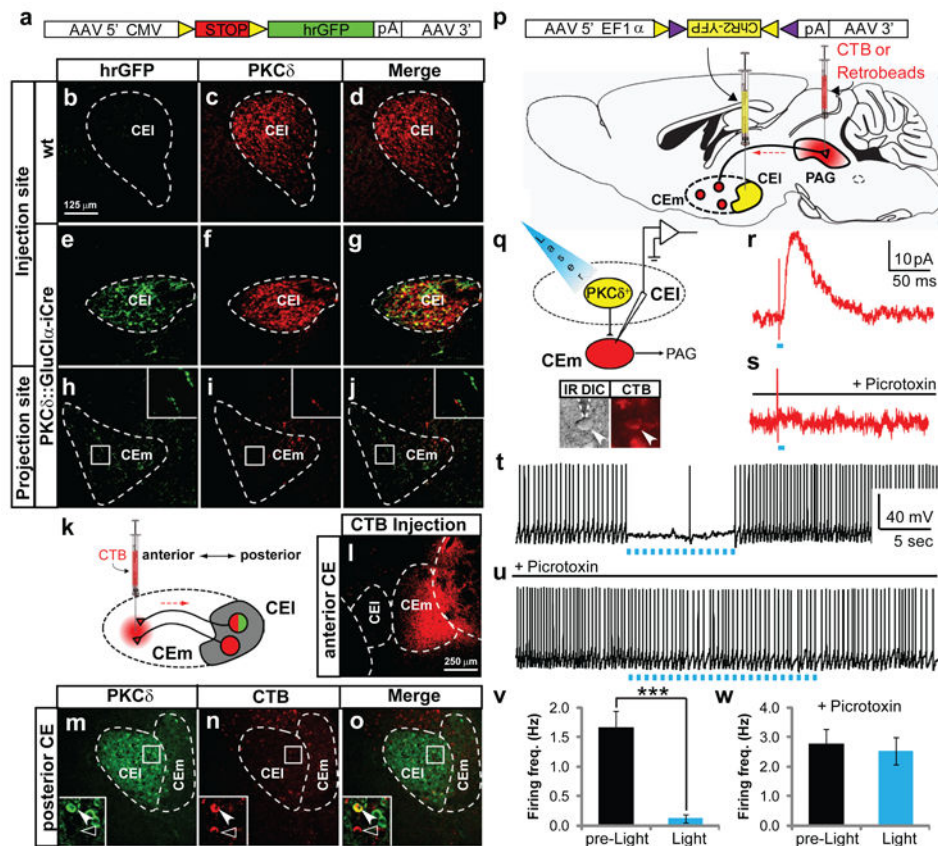 a
AAV 5’ CMV STOP hrGFP pA AAV 3’
hrGFP PKCδ Merge
Injection site
wt
b CEl
125 μm
c CEl
d CEl
PKCδ::GluClα-iCre
e CEl
f CEl
g CEl
Projection site
h CEm
i CEm
j CEm
k
CTB
anterior posterior
CEl
CEm
CTB Injection
anterior CE
l
CEl
CEm
250 μm
PKCδ CTB Merge
posterior CE
m CEl CEm
n CEl CEm
o CEl CEm
p
AAV 5’ EF1α ChR2-YFP pA AAV 3’
CTB or
Retrobeads
PAG
CEl
CEm
q
Laser
PKCδ+
CEl
CEm
PAG
IR DIC CTB
r
10 pA
50 ms
s
+ Picrotoxin
t
40 mV
5 sec
u
+ Picrotoxin
v
***
Firing freq. (Hz)
2.0
1.5
1.0
0.5
0.0
pre-Light Light
w
+ Picrotoxin
Firing freq. (Hz)
4.0
3.0
2.0
1.0
0.0
pre-Light Light